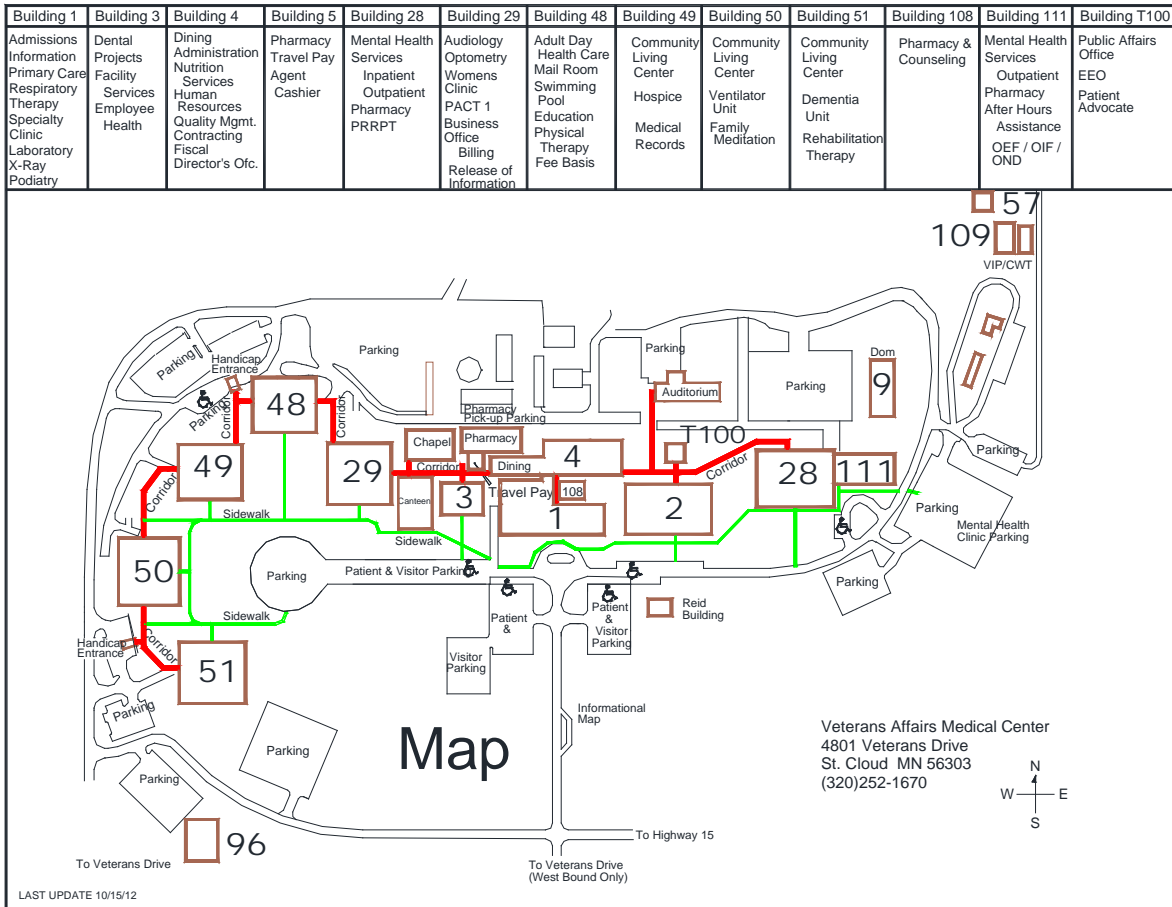 Building 1
Admissions
Information
Primary Care
Respiratory
Therapy
Specialty
Clinic
Laboratory
X-Ray
Podiatry
Building 3
Dental
Projects
Facility
Services
Employee
Health
Building 4
Dining
Administration
Nutrition
Services
Human
Resources
Quality Mgmt.
Contracting
Fiscal
Director's Ofc.
Building 5
Pharmacy
Travel Pay
Agent
Cashier
Building 28
Mental Health
Services
Inpatient
Outpatient
Pharmacy
PRRPT
Building 29
Audiology
Optometry
Womens
Clinic
PACT 1
Business
Office
Billing
Release of
Information
Building 48
Adult Day
Health Care
Mail Room
Swimming
Pool
Education
Physical
Therapy
Fee Basis
Building 49
Community
Living
Center
Hospice
Medical
Records
Building 50
Community
Living
Center
Ventilator
Unit
Family
Meditation
Building 51
Community
Living
Center
Dementia
Unit
Rehabilitation
Therapy
Building 108
Pharmacy &
Counseling
Building 111
Mental Health
Services
Outpatient
Pharmacy
After Hours
Assistance
OEF / OIF /
OND
Building T100
Public Affairs
Office
EEO
Patient
Advocate
57
109
VIP/CWT
Parking
Handicap
Entrance
Parking
Corridor
48
Corridor
Parking
Pharmacy
Pick-up Parking
Parking
Auditorium
Parking
Dom
9
Parking
49
Corridor
29
Chapel
Corridor
Canteen
Pharmacy
Dining
4
Travel Pay
3
108
1
T100
2
Corridor
28
111
Parking
Mental Health
Clinic Parking
Sidewalk
Sidewalk
50
Parking
Patient & Visitor Parking
Parking
Sidewalk
Patient
&
Visitor
Parking
Patient
&
Visitor
Parking
Reid
Building
Handicap
Entrance
Corridor
51
Parking
Parking
Parking
Map
Informational
Map
Veterans Affairs Medical Center
4801 Veterans Drive
St. Cloud MN 56303
(320)252-1670
N
W
E
S
96
To Highway 15
To Veterans Drive
To Veterans Drive
(West Bound Only)
LAST UPDATE 10/15/12